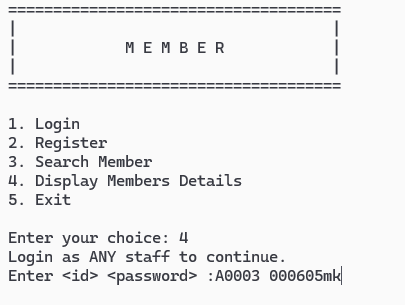 =====================================
|                                   |
|            M E M B E R            |
|                                   |
=====================================
1. Login
2. Register
3. Search Member
4. Display Members Details
5. Exit
Enter your choice: 4
Login as ANY staff to continue.
Enter <id> <password> :A0003 000605mk